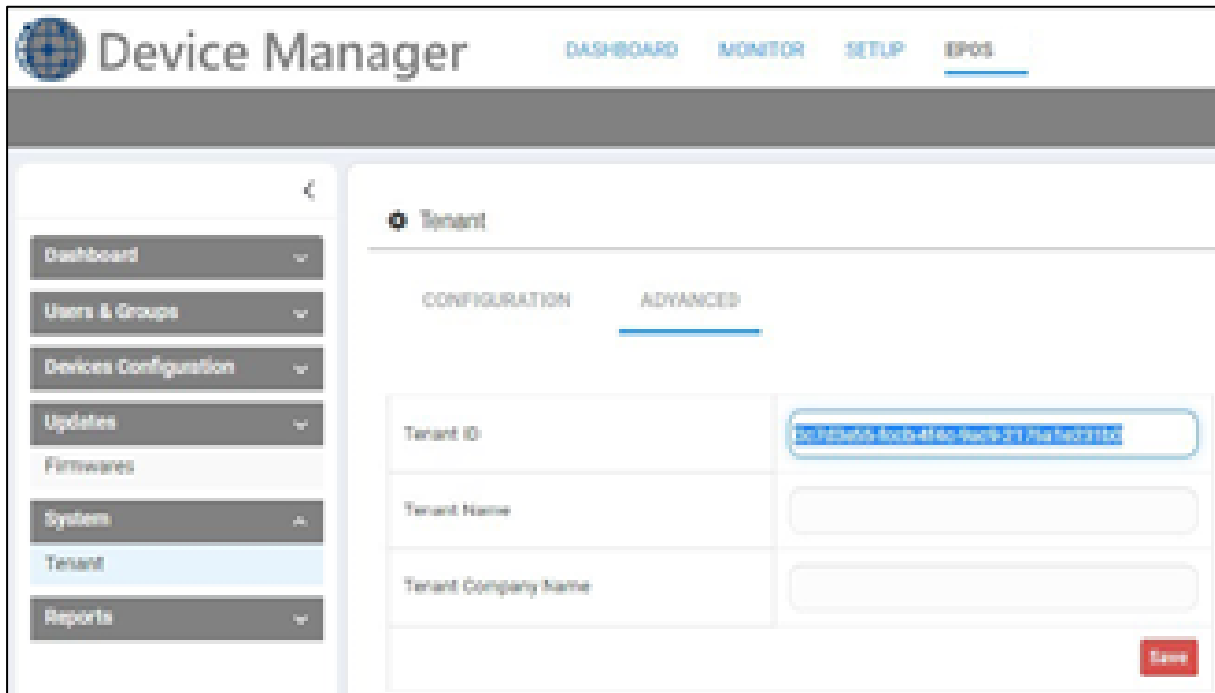 Device Manager
DASHBOARD
MONITOR
SETUP
EPOS
Tenant
Dashboard
Users & Groups
Devices Configuration
Updates
Firmwares
System
Tenant
Reports
CONFIGURATION
ADVANCED
Tenant ID
Tenant Name
Tenant Company Name
Save